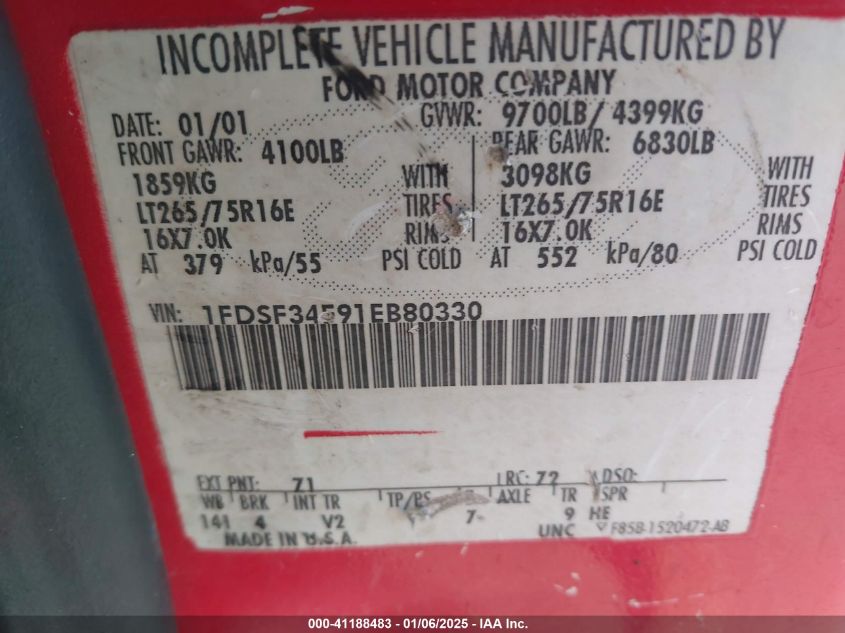 INCOMPLETE VEHICLE MANUFACTURED BY
FORD MOTOR COMPANY
DATE: 01/01 GVWR: 9700LB/ 4399KG
FRONT GAWR: 4100LB REAR GAWR: 6830LB
1859KG WITH 3098KG WITH
LT265/75R16E TIRES LT265/75R16E TIRES
16X7.0K RIMS 16X7.0K RIMS
AT 379 kPa/55 PSI COLD AT 552 kPa/80 PSI COLD
VIN: 1FDSF34F91EB80330
EXT PNT: 71 RC: 72 DSO:
WB BRK INT TR TP/PS AXLE TR SPR
141 4 V2 7- 9 HE
MADE IN U.S.A. UNC F85B-1520472-AB
000-41188483 - 01/06/2025 - IAA Inc.